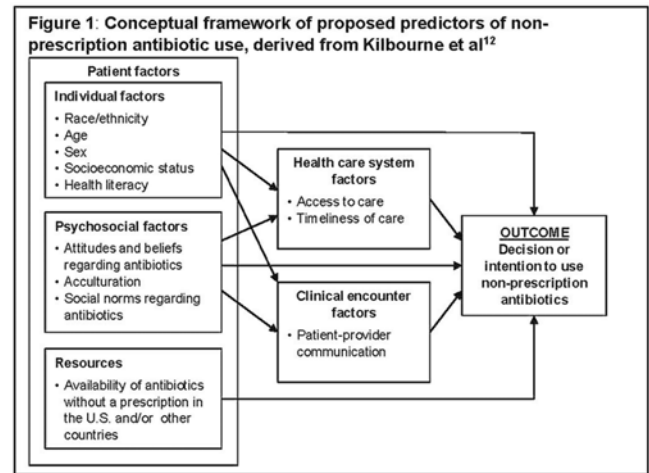 Figure 1: Conceptual framework of proposed predictors of non-
prescription antibiotic use, derived from Kilbourne et al12
Patient factors
Individual factors
• Race/ethnicity
• Age
• Sex
• Socioeconomic status
• Health literacy
Psychosocial factors
• Attitudes and beliefs
regarding antibiotics
• Acculturation
• Social norms regarding
antibiotics
Resources
• Availability of antibiotics
without a prescription in
the U.S. and/or other
countries
Health care system
factors
• Access to care
• Timeliness of care
Clinical encounter
factors
• Patient-provider
communication
OUTCOME
Decision or
intention to use
non-prescription
antibiotics